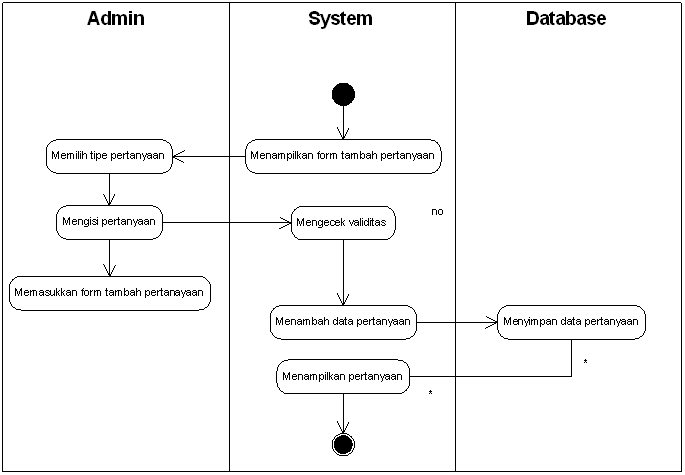 Admin
System
Database
Memilih tipe pertanyaan
Menampilkan form tambah pertanyaan
Mengisi pertanyaan
Mengecek validitas
no
Memasukkan form tambah pertanayaan
Menambah data pertanyaan
Menyimpan data pertanyaan
*
Menampilkan pertanyaan
*